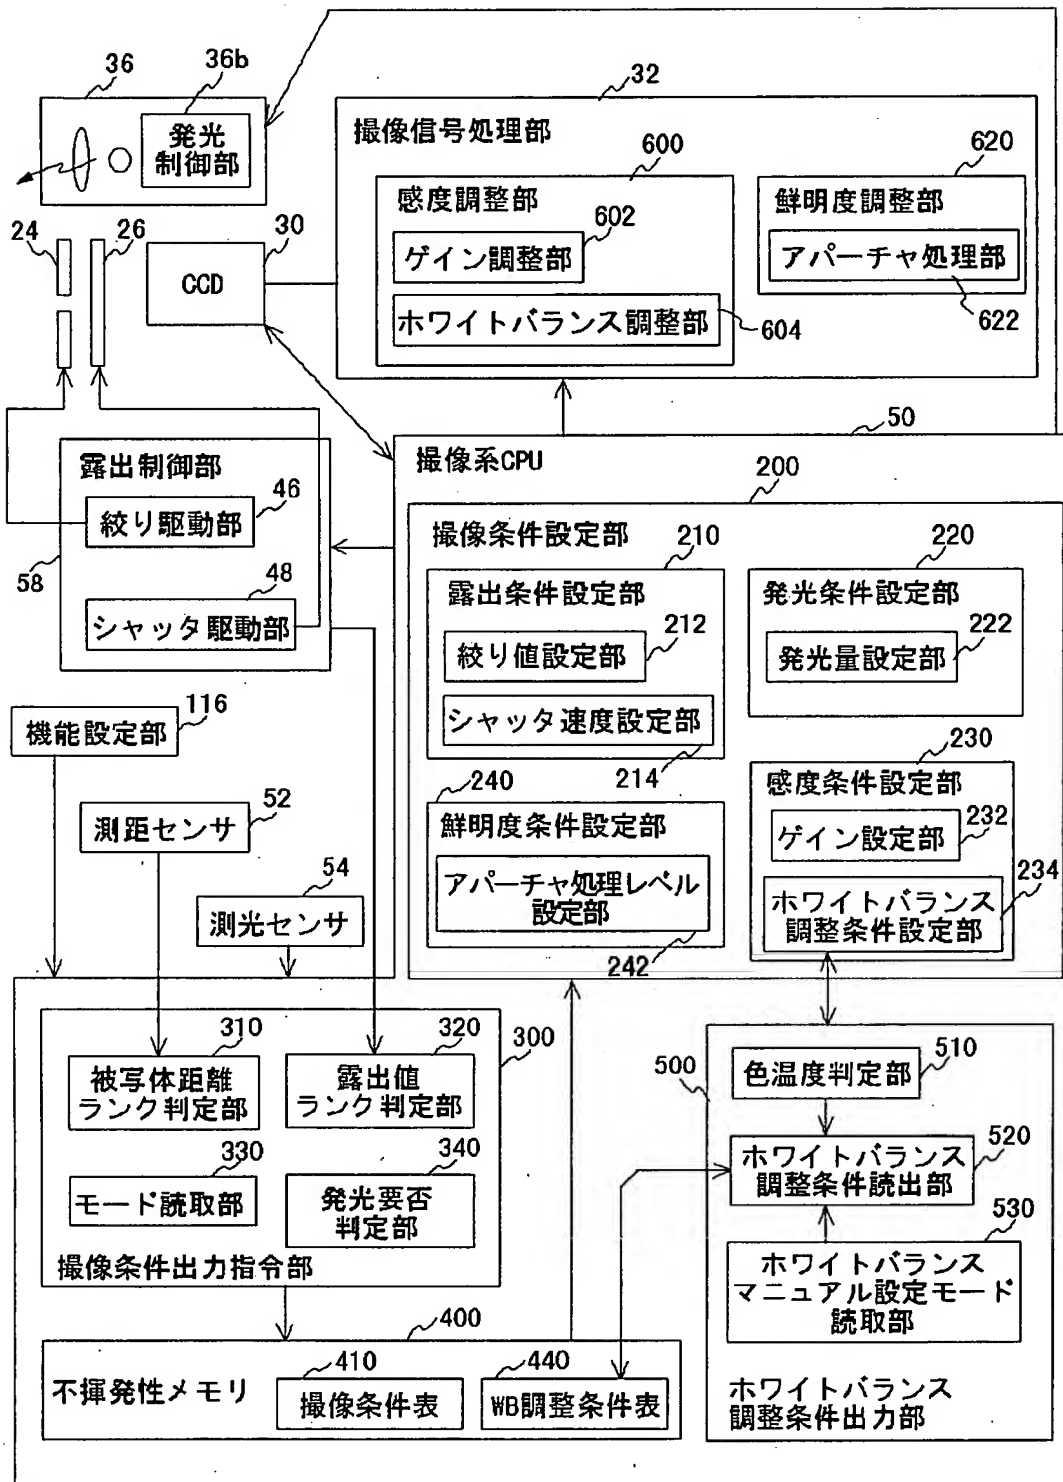 36
36b
発光
制御部
32
撮像信号処理部
600
感度調整部
602
ゲイン調整部
ホワイトバランス調整部
604
620
鮮明度調整部
アパーチャ処理部
622
24
26
30
CCD
露出制御部
46
絞り駆動部
58
48
シャッタ駆動部
50
撮像系CPU
200
撮像条件設定部
210
露出条件設定部
212
絞り値設定部
シャッタ速度設定部
214
220
発光条件設定部
222
発光量設定部
230
感度条件設定部
ゲイン設定部
232
234
ホワイトバランス
調整条件設定部
240
鮮明度条件設定部
アパーチャ処理レベル
設定部
242
116
機能設定部
52
測距センサ
54
測光センサ
300
310
被写体距離
ランク判定部
320
露出値
ランク判定部
330
モード読取部
340
発光要否
判定部
撮像条件出力指令部
400
不揮発性メモリ
410
撮像条件表
440
WB調整条件表
500
510
色温度判定部
520
ホワイトバランス
調整条件読出部
530
ホワイトバランス
マニュアル設定モード
読取部
ホワイトバランス
調整条件出力部